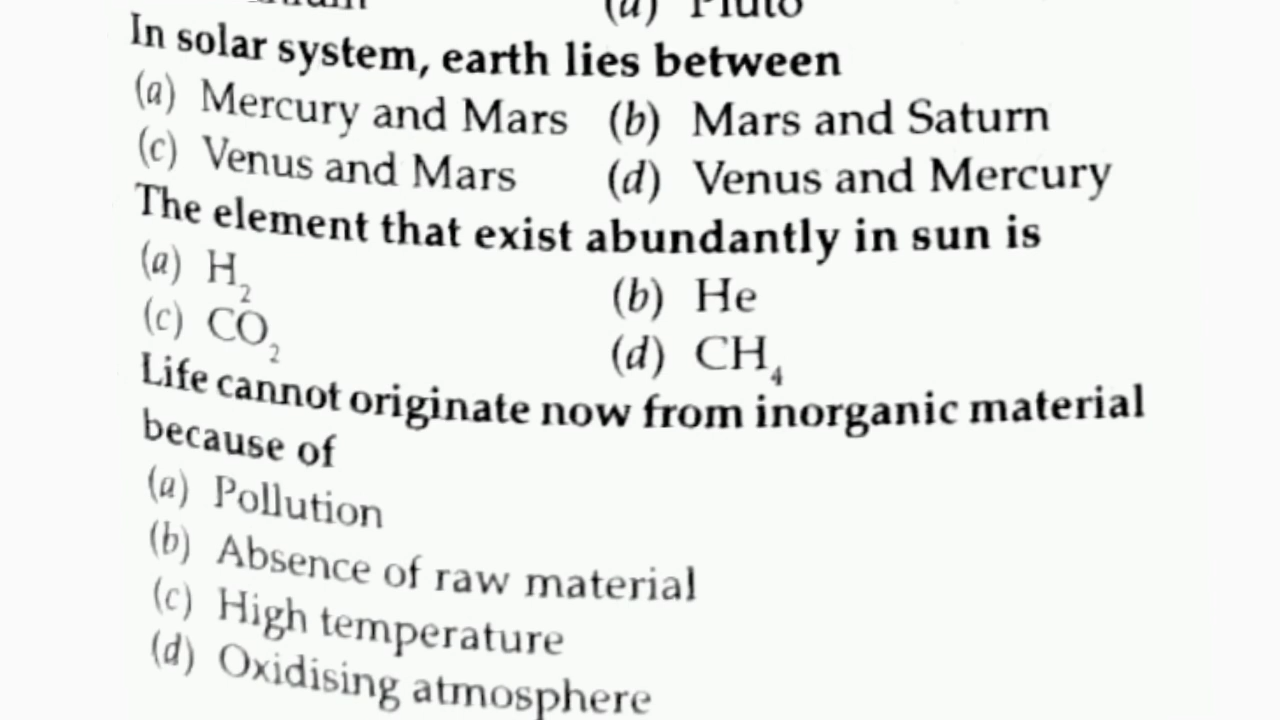 (d) Pluto
In solar system, earth lies between
(a) Mercury and Mars (b) Mars and Saturn
(c) Venus and Mars (d) Venus and Mercury
The element that exist abundantly in sun is
(a) H₂ (b) He
(c) CO₂ (d) CH₄
Life cannot originate now from inorganic material
because of
(a) Pollution
(b) Absence of raw material
(c) High temperature
(d) Oxidising atmosphere